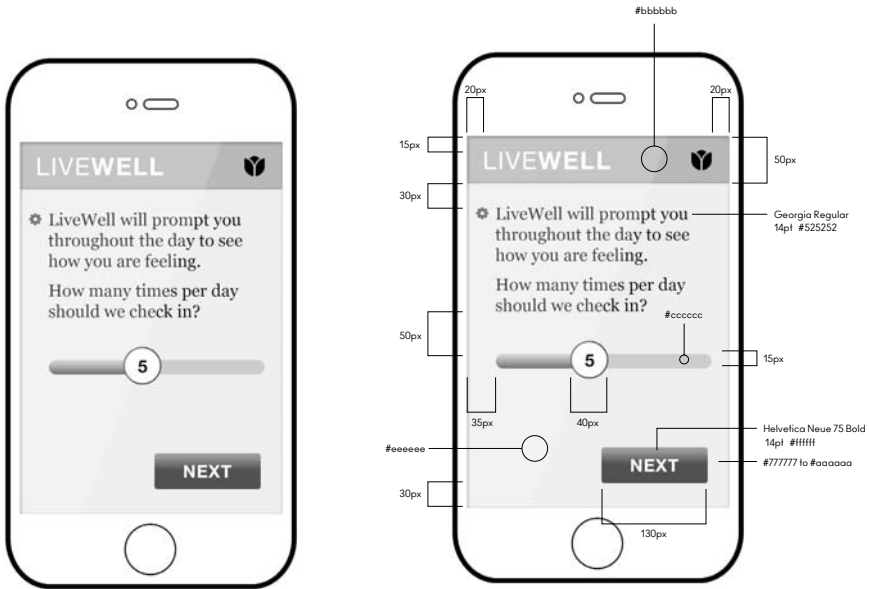 LIVEWELL
LiveWell will prompt you
throughout the day to see
how you are feeling.
How many times per day
should we check in?
5
NEXT
#bbbbbb
20px
20px
15px
LIVEWELL
50px
30px
LiveWell will prompt you
throughout the day to see
how you are feeling.
Georgia Regular
14pt #525252
How many times per day
should we check in?
#cccccc
50px
5
15px
35px
40px
#eeeeee
Helvetica Neue 75 Bold
14pt #ffffff
NEXT
#777777 to #aaaaaa
30px
130px